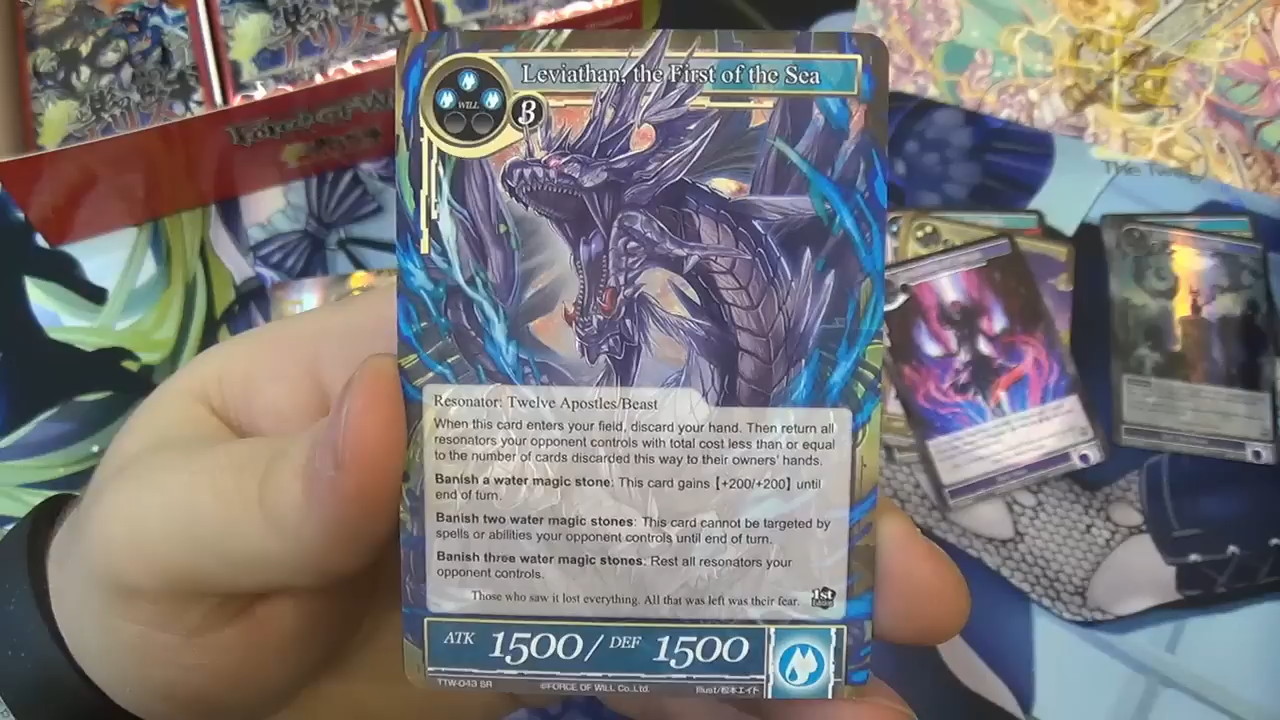 Leviathan, the First of the Sea
WILL
3
Resonator: Twelve Apostles/Beast
When this card enters your field, discard your hand. Then return all
resonators your opponent controls with total cost less than or equal
to the number of cards discarded this way to their owners' hands.
Banish a water magic stone: This card gains【+200/+200】until
end of turn.
Banish two water magic stones: This card cannot be targeted by
spells or abilities your opponent controls until end of turn.
Banish three water magic stones: Rest all resonators your
opponent controls.
Those who saw it lost everything. All that was left was their fear.
1st
Edition
ATK 1500 / DEF 1500
TTW-043 SR
©FORCE OF WILL Co.,Ltd.
Illust/松本エイト